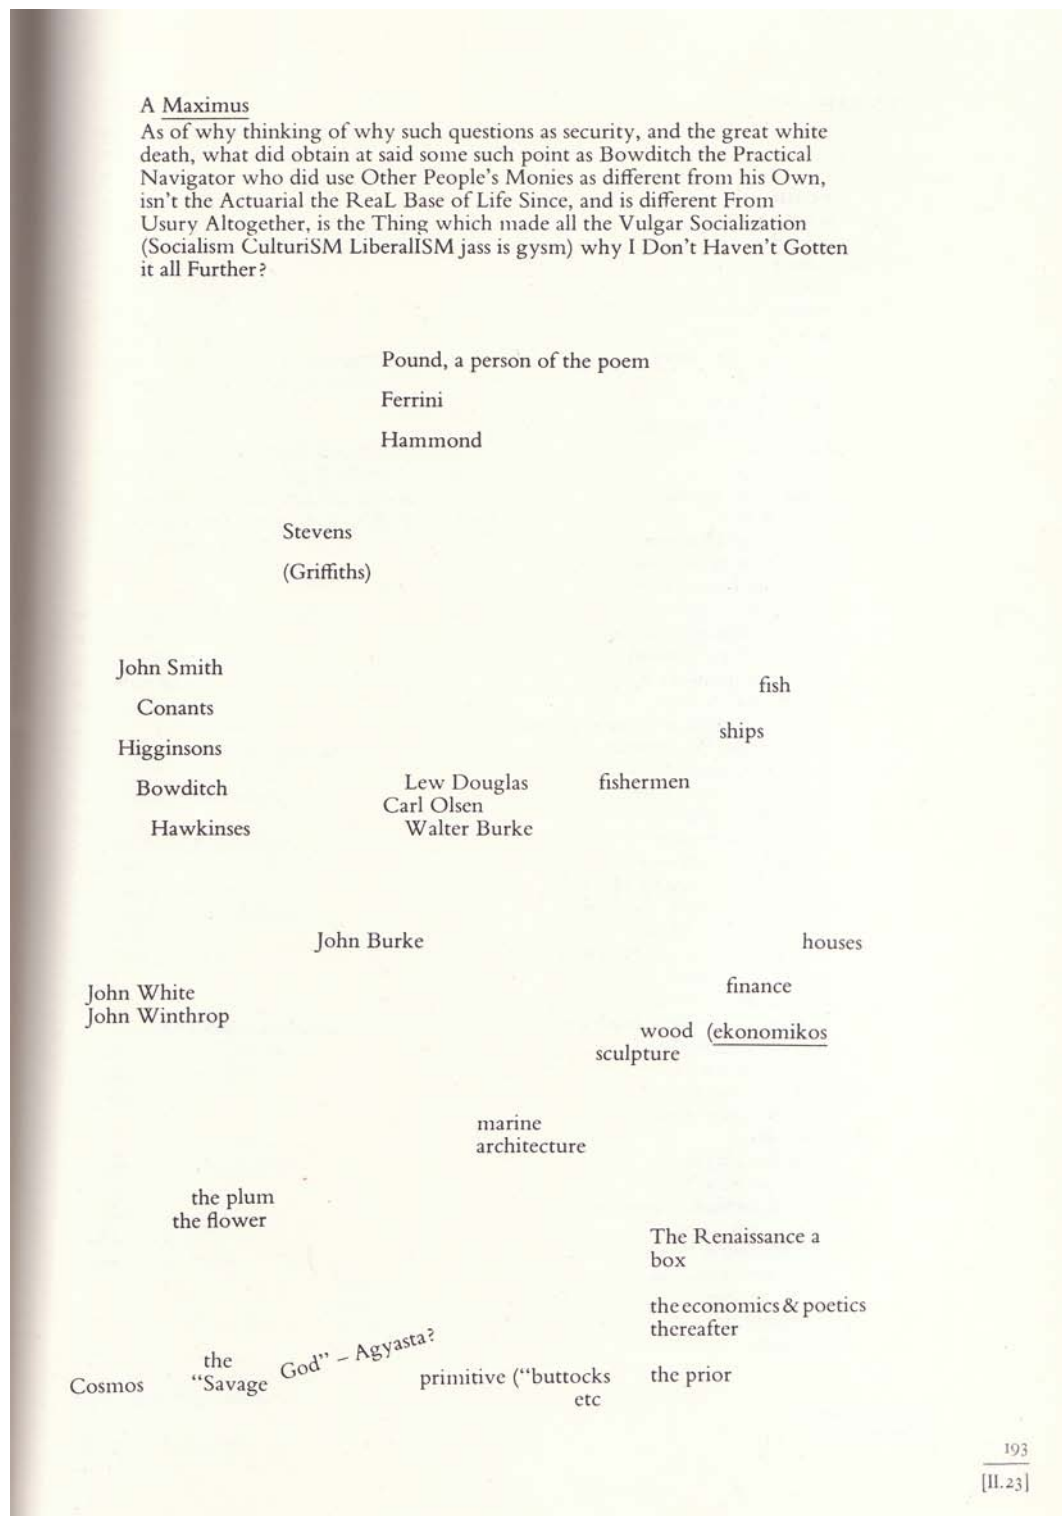 A Maximus
As of why thinking of why such questions as security, and the great white
death, what did obtain at said some such point as Bowditch the Practical
Navigator who did use Other People's Monies as different from his Own,
isn't the Actuarial the ReaL Base of Life Since, and is different From
Usury Altogether, is the Thing which made all the Vulgar Socialization
(Socialism CulturiSM LiberalISM jass is gysm) why I Don't Haven't Gotten
it all Further?
Pound, a person of the poem
Ferrini
Hammond
Stevens
(Griffiths)
John Smith
fish
Conants
ships
Higginsons
Bowditch
Lew Douglas
fishermen
Carl Olsen
Hawkinses
Walter Burke
John Burke
houses
John White
finance
John Winthrop
wood (ekonomikos
sculpture
marine
architecture
the plum
the flower
The Renaissance a
box
the economics & poetics
thereafter
Cosmos
the
"Savage God" – Agyasta?
primitive ("buttocks
etc
the prior
193
[II.23]